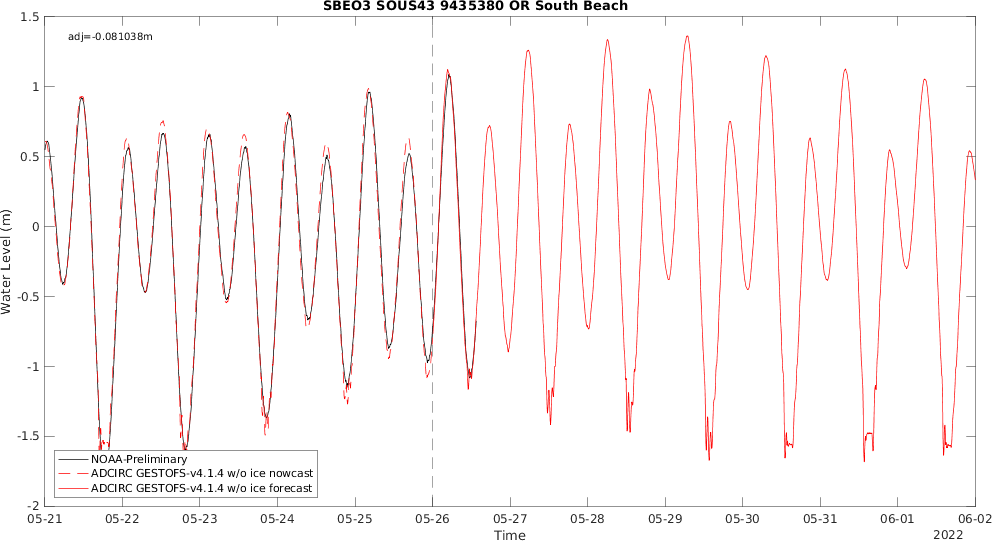 SBEO3 SOUS43 9435380 OR South Beach
adj=-0.081038m
1.5
1
0.5
0
-0.5
-1
-1.5
-2
Water Level (m)
NOAA-Preliminary
ADCIRC GESTOFS-v4.1.4 w/o ice nowcast
ADCIRC GESTOFS-v4.1.4 w/o ice forecast
05-21 05-22 05-23 05-24 05-25 05-26 05-27 05-28 05-29 05-30 05-31 06-01 06-02
Time
2022